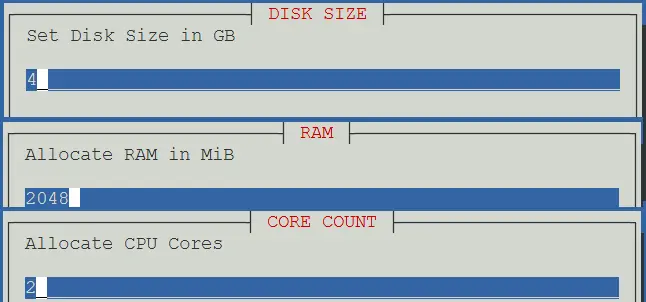 DISK SIZE
Set Disk Size in GB
4
RAM
Allocate RAM in MiB
2048
CORE COUNT
Allocate CPU Cores
2